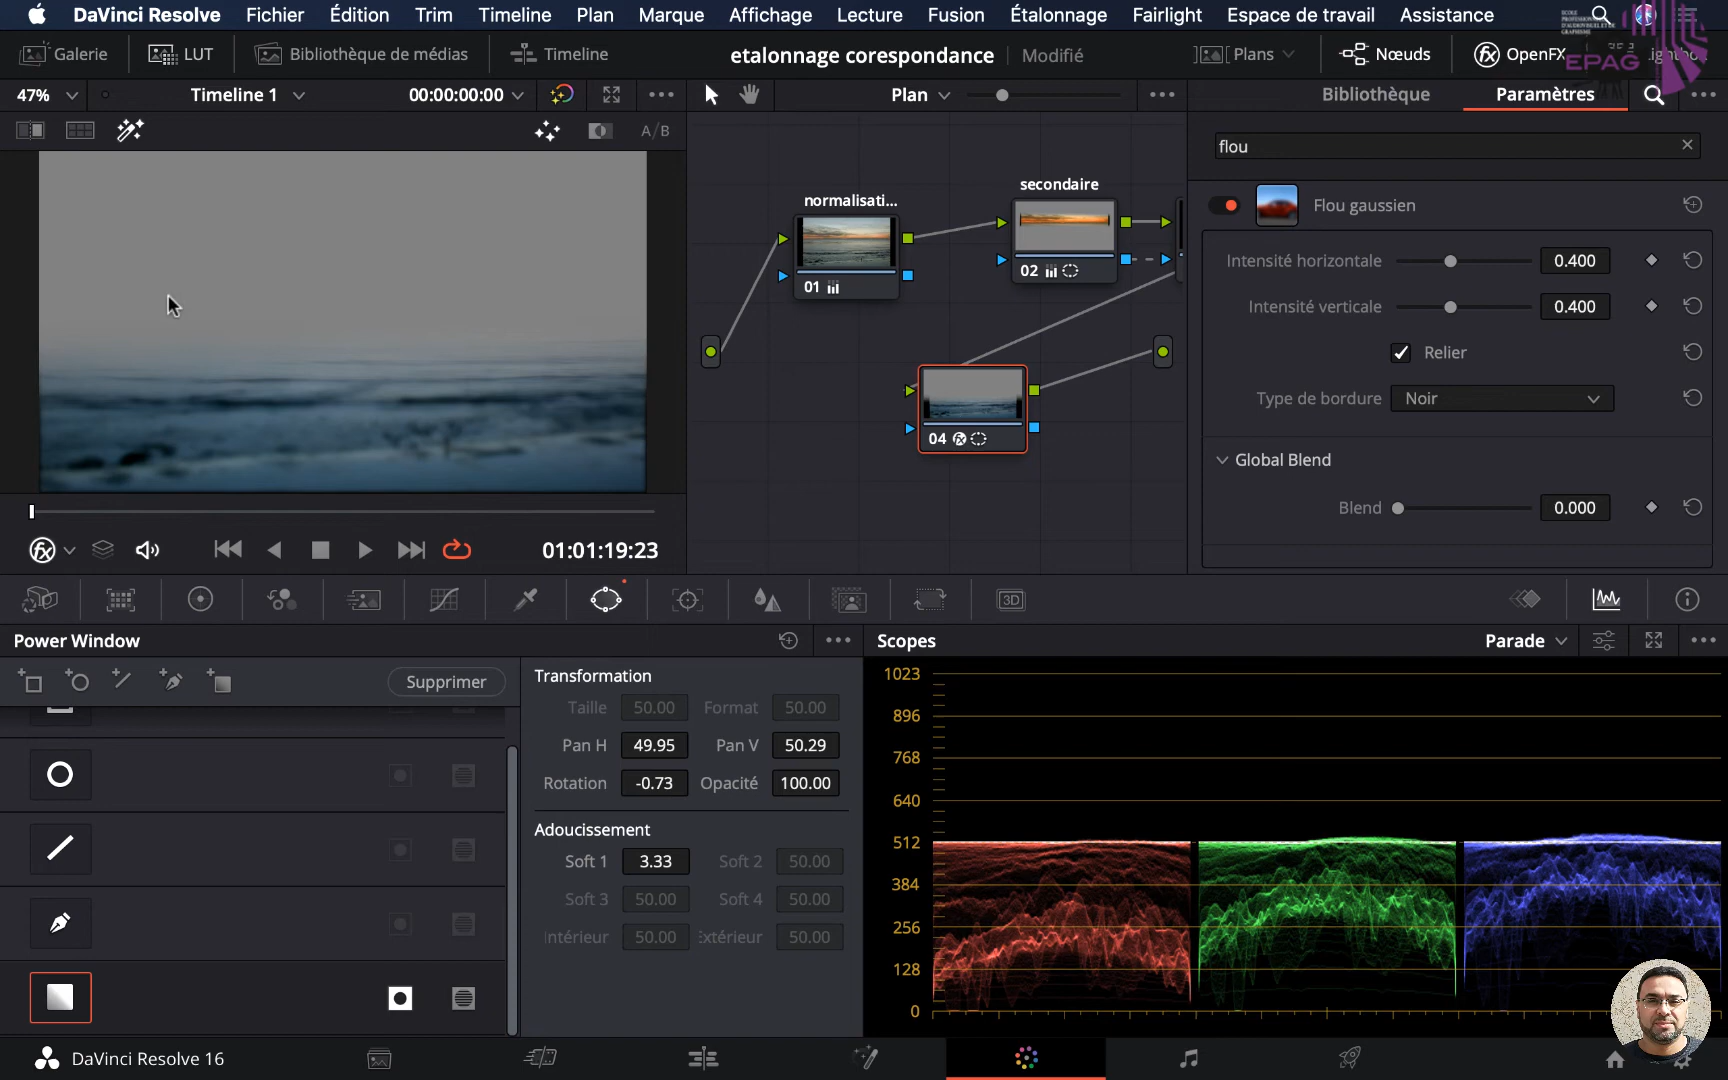 DaVinci Resolve Fichier Édition Trim Timeline Plan Marque Affichage Lecture Fusion Étalonnage Fairlight Espace de travail Assistance
Galerie LUT Bibliothèque de médias Timeline etalonnage corespondance Modifié Plans Nœuds OpenFX
EPAG
47% Timeline 1 00:00:00:00 Plan Bibliothèque Paramètres
A/B
flou
normalisati... secondaire
Flou gaussien
Intensité horizontale 0.400
01 02
Intensité verticale 0.400
Relier
Type de bordure Noir
04
Global Blend
Blend 0.000
01:01:19:23
3D
Power Window Scopes Parade
Supprimer
Transformation
Taille 50.00 Format 50.00
Pan H 49.95 Pan V 50.29
Rotation -0.73 Opacité 100.00
Adoucissement
Soft 1 3.33 Soft 2 50.00
Soft 3 50.00 Soft 4 50.00
Intérieur 50.00 Extérieur 50.00
1023
896
768
640
512
384
256
128
0
DaVinci Resolve 16